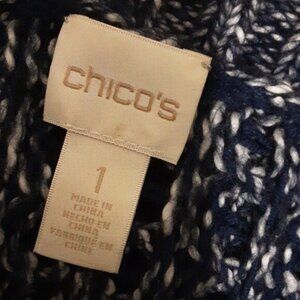 chico's
1
MADE IN
CHINA
HECHO EN
CHINA
FABRIQUÉ EN
CHINE